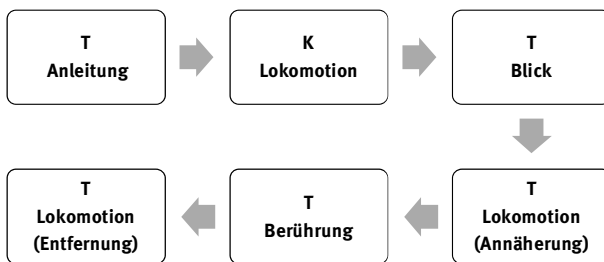 T
Anleitung
K
Lokomotion
T
Blick
T
Lokomotion
(Annäherung)
T
Berührung
T
Lokomotion
(Entfernung)